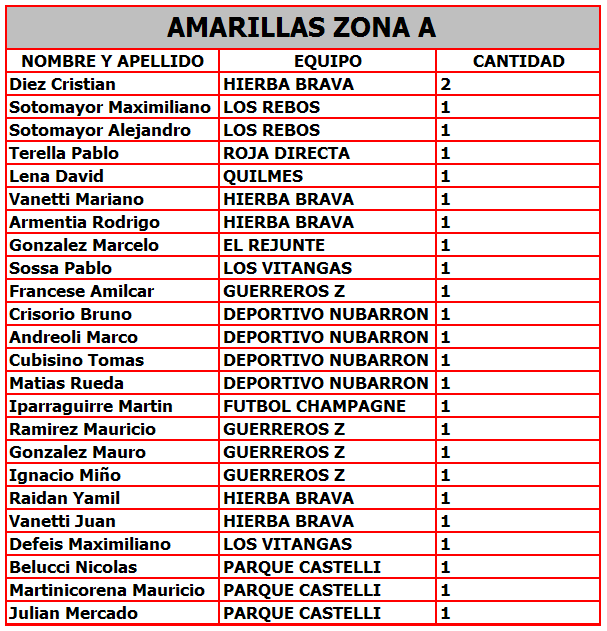 AMARILLAS ZONA A
NOMBRE Y APELLIDO EQUIPO CANTIDAD
Diez Cristian HIERBA BRAVA 2
Sotomayor Maximiliano LOS REBOS 1
Sotomayor Alejandro LOS REBOS 1
Terella Pablo ROJA DIRECTA 1
Lena David QUILMES 1
Vanetti Mariano HIERBA BRAVA 1
Armentia Rodrigo HIERBA BRAVA 1
Gonzalez Marcelo EL REJUNTE 1
Sossa Pablo LOS VITANGAS 1
Francese Amilcar GUERREROS Z 1
Crisorio Bruno DEPORTIVO NUBARRON 1
Andreoli Marco DEPORTIVO NUBARRON 1
Cubisino Tomas DEPORTIVO NUBARRON 1
Matias Rueda DEPORTIVO NUBARRON 1
Iparraguirre Martin FUTBOL CHAMPAGNE 1
Ramirez Mauricio GUERREROS Z 1
Gonzalez Mauro GUERREROS Z 1
Ignacio Miño GUERREROS Z 1
Raidan Yamil HIERBA BRAVA 1
Vanetti Juan HIERBA BRAVA 1
Defeis Maximiliano LOS VITANGAS 1
Belucci Nicolas PARQUE CASTELLI 1
Martinicorena Mauricio PARQUE CASTELLI 1
Julian Mercado PARQUE CASTELLI 1